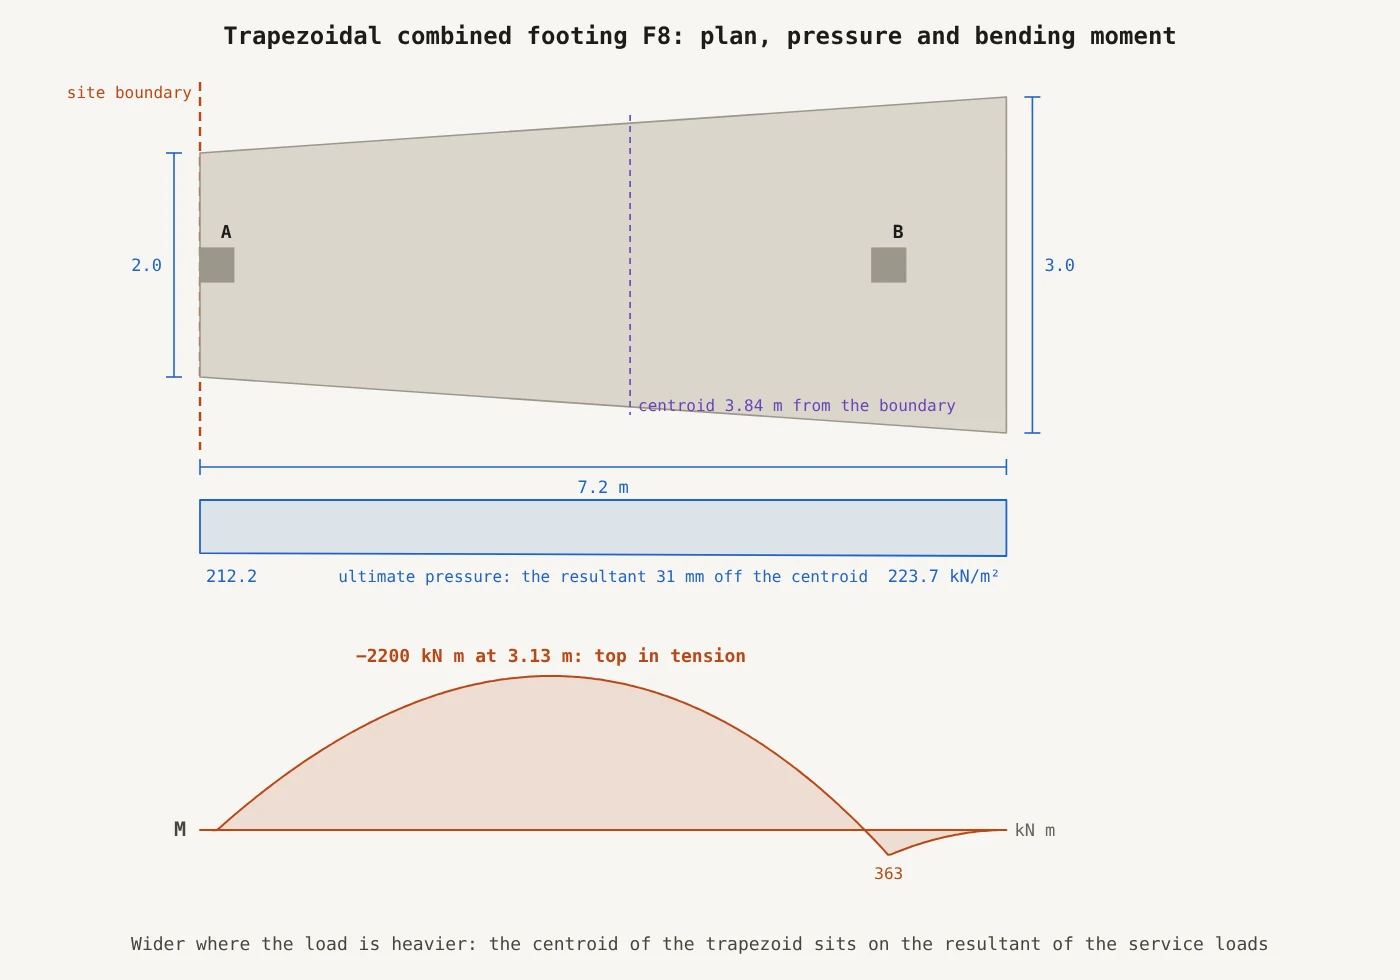 Trapezoidal combined footing F8: plan, pressure and bending moment
site boundary
A
B
2.0
3.0
centroid 3.84 m from the boundary
7.2 m
212.2
ultimate pressure: the resultant 31 mm off the centroid
223.7 kN/m²
−2200 kN m at 3.13 m: top in tension
M
kN m
363
Wider where the load is heavier: the centroid of the trapezoid sits on the resultant of the service loads